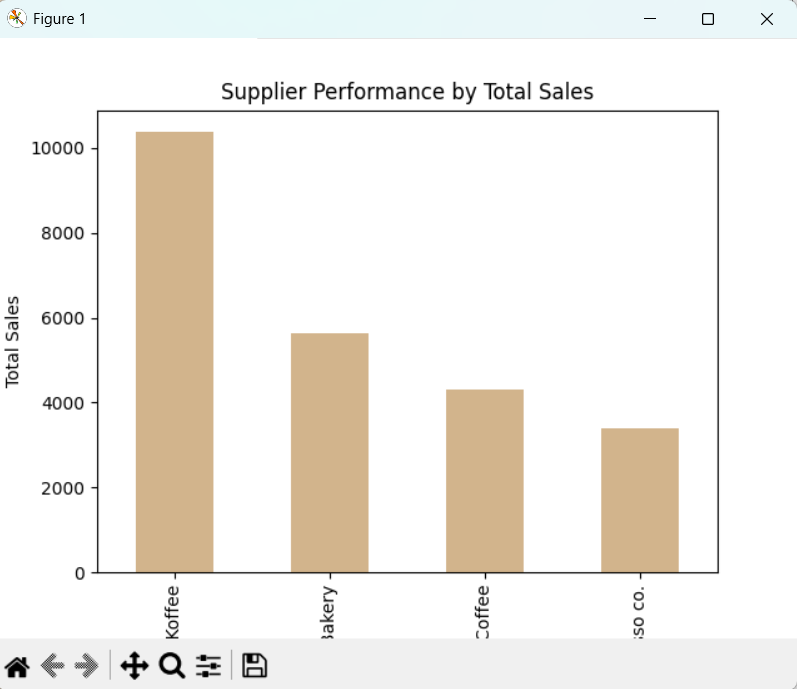 Figure 1
Supplier Performance by Total Sales
10000
8000
6000
4000
2000
0
Total Sales
Koffee
Bakery
Coffee
sso co.